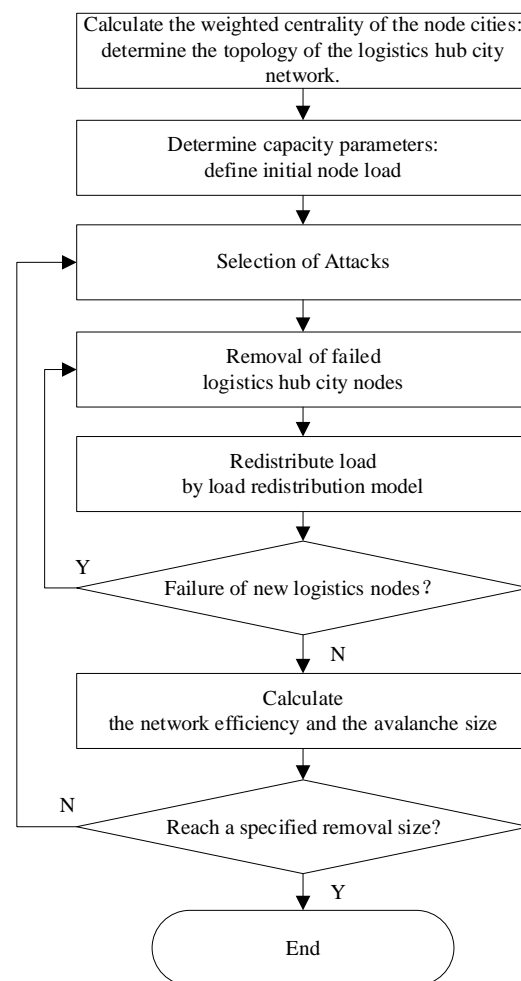 Calculate the weighted centrality of the node cities:
determine the topology of the logistics hub city
network.
Determine capacity parameters:
define initial node load
Selection of Attacks
Removal of failed
logistics hub city nodes
Redistribute load
by load redistribution model
Y
Failure of new logistics nodes？
N
Calculate
the network efficiency and the avalanche size
N
Reach a specified removal size?
Y
End